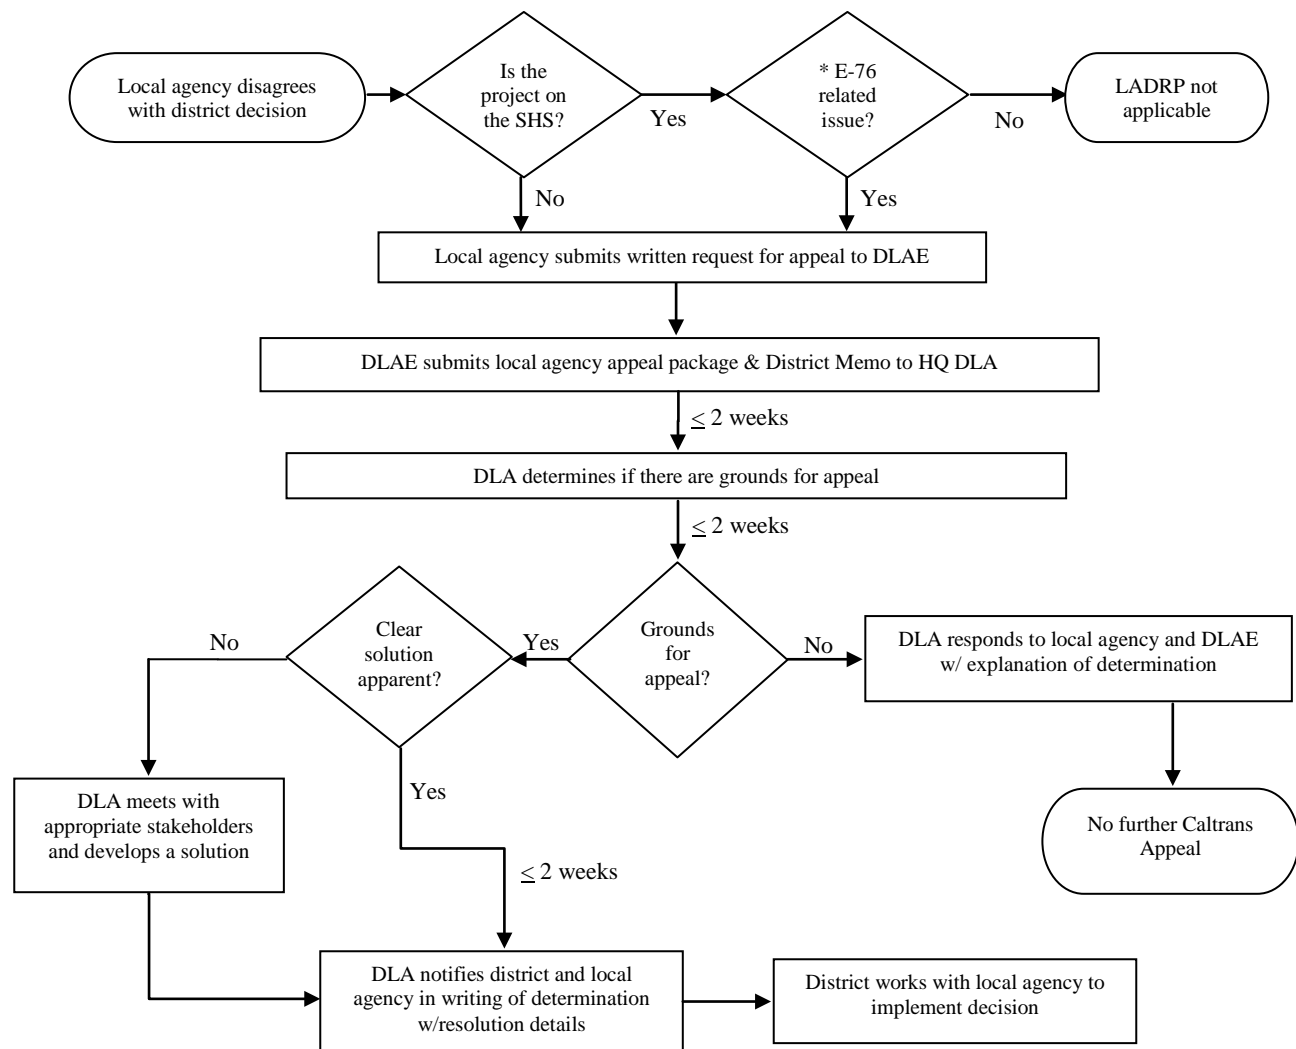 Local agency disagrees
with district decision
Is the
project on
the SHS?
Yes
* E-76
related
issue?
No
LADRP not
applicable
No
Yes
Local agency submits written request for appeal to DLAE
DLAE submits local agency appeal package & District Memo to HQ DLA
≤ 2 weeks
DLA determines if there are grounds for appeal
≤ 2 weeks
No
Clear
solution
apparent?
Yes
Grounds
for
appeal?
No
DLA responds to local agency and DLAE
w/ explanation of determination
Yes
DLA meets with
appropriate stakeholders
and develops a solution
No further Caltrans
Appeal
≤ 2 weeks
DLA notifies district and local
agency in writing of determination
w/resolution details
District works with local agency to
implement decision